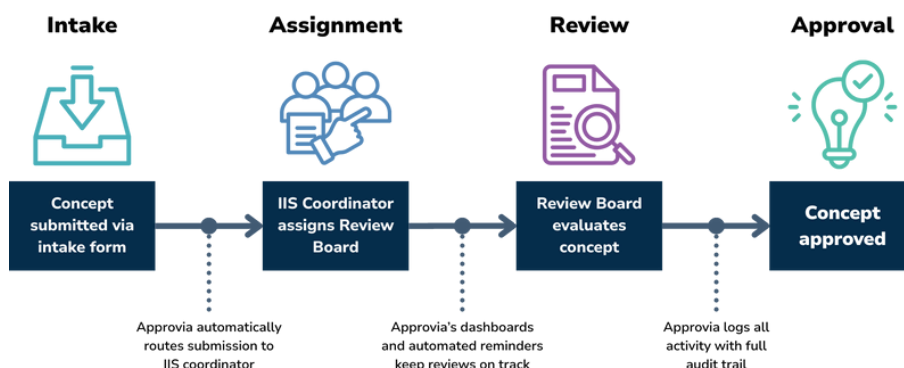 Intake
Assignment
Review
Approval
Concept
submitted via
intake form
IIS Coordinator
assigns Review
Board
Review Board
evaluates
concept
Concept
approved
Approvia automatically
routes submission to
IIS coordinator
Approvia's dashboards
and automated reminders
keep reviews on track
Approvia logs all
activity with full
audit trail